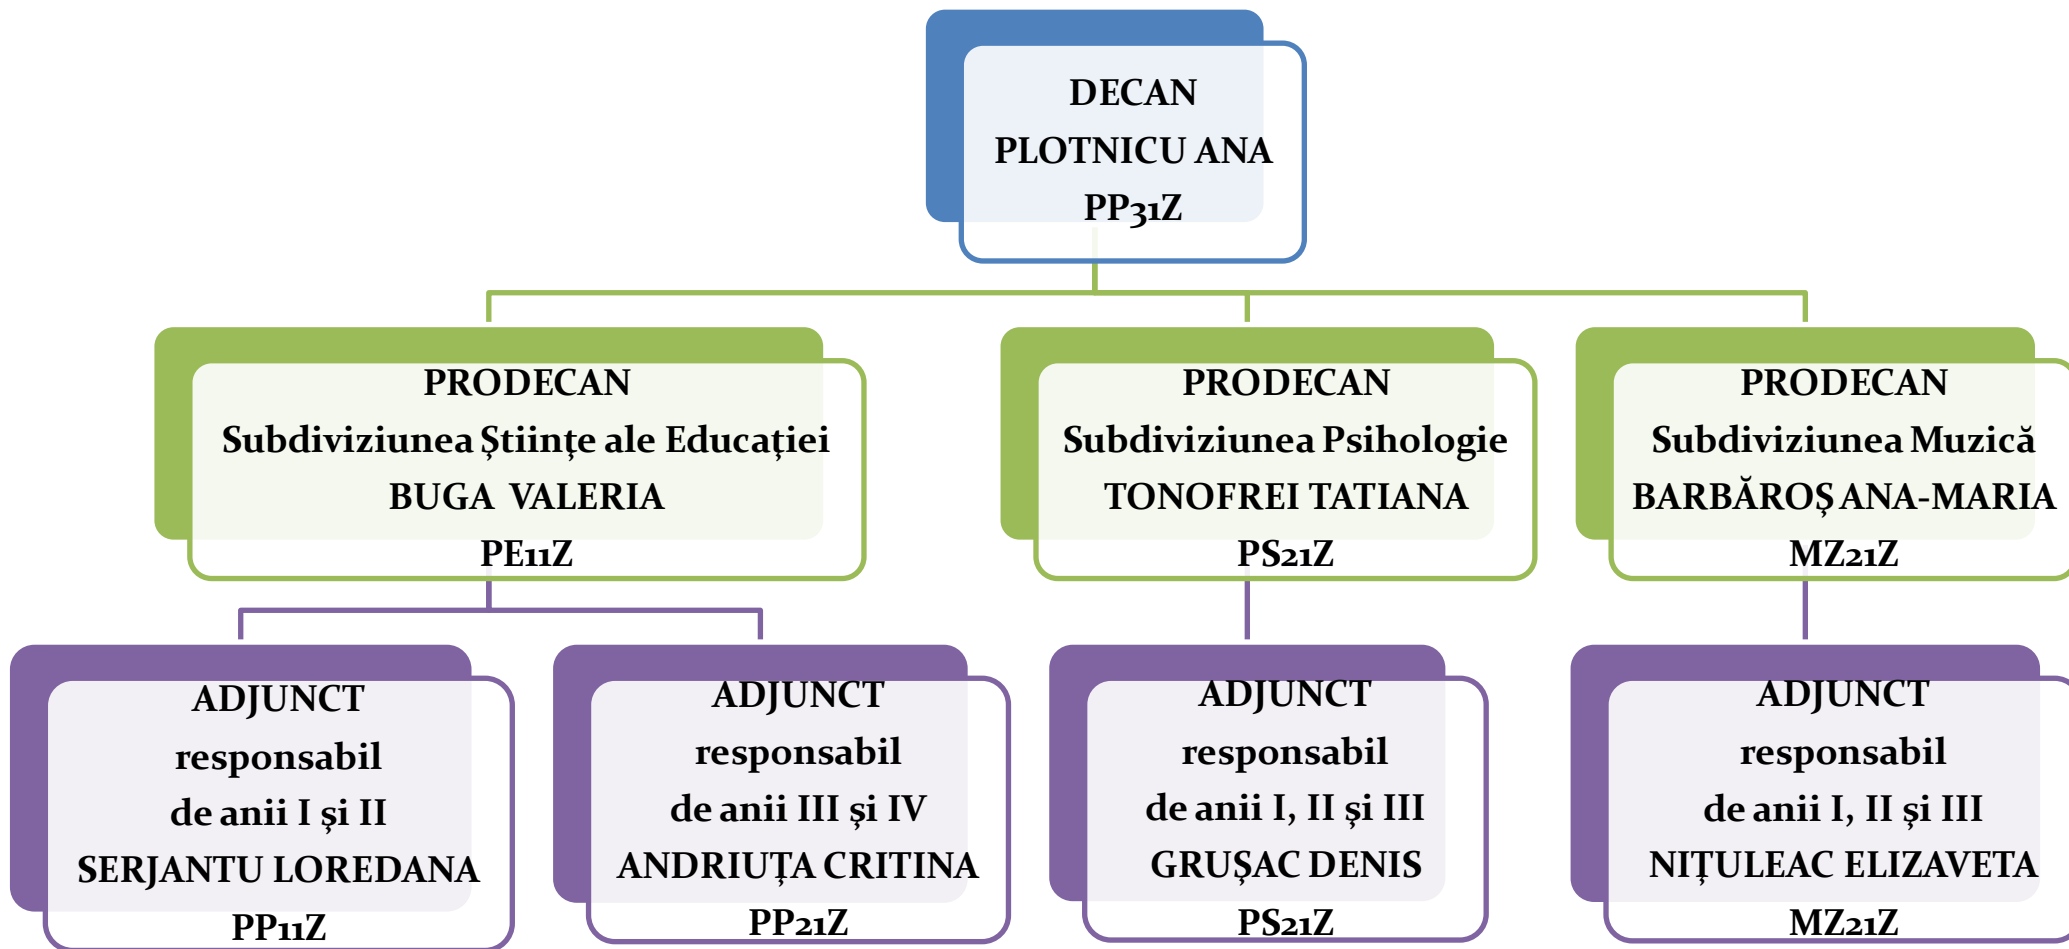 DECAN
PLOTNICU ANA
PP31Z
PRODECAN
Subdiviziunea Științe ale Educației
BUGA  VALERIA
PE11Z
PRODECAN
Subdiviziunea Psihologie
TONOFREI TATIANA
PS21Z
PRODECAN
Subdiviziunea Muzică
BARBĂROȘ ANA-MARIA
MZ21Z
ADJUNCT
responsabil
de anii I și II
SERJANTU LOREDANA
PP11Z
ADJUNCT
responsabil
de anii III și IV
ANDRIUȚA CRITINA
PP21Z
ADJUNCT
responsabil
de anii I, II și III
GRUȘAC DENIS
PS21Z
ADJUNCT
responsabil
de anii I, II și III
NIȚULEAC ELIZAVETA
MZ21Z